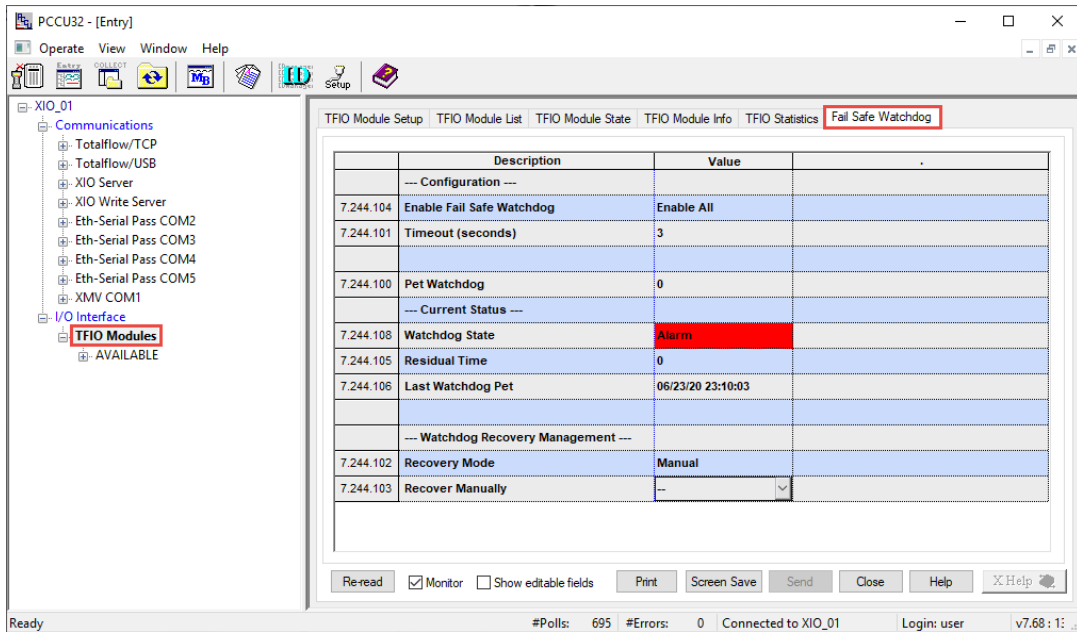 PCCU32 - [Entry]
Operate View Window Help
Entry COLLECT MB Setup
XIO_01
Communications
Totalflow/TCP
Totalflow/USB
XIO Server
XIO Write Server
Eth-Serial Pass COM2
Eth-Serial Pass COM3
Eth-Serial Pass COM4
Eth-Serial Pass COM5
XMV COM1
I/O Interface
TFIO Modules
AVAILABLE
TFIO Module Setup TFIO Module List TFIO Module State TFIO Module Info TFIO Statistics Fail Safe Watchdog
Description Value .
--- Configuration ---
7.244.104 Enable Fail Safe Watchdog Enable All
7.244.101 Timeout (seconds) 3
7.244.100 Pet Watchdog 0
--- Current Status ---
7.244.108 Watchdog State Alarm
7.244.105 Residual Time 0
7.244.106 Last Watchdog Pet 06/23/20 23:10:03
--- Watchdog Recovery Management ---
7.244.102 Recovery Mode Manual
7.244.103 Recover Manually --
Re-read Monitor Show editable fields Print Screen Save Send Close Help X Help
Ready #Polls: 695 #Errors: 0 Connected to XIO_01 Login: user v7.68 :